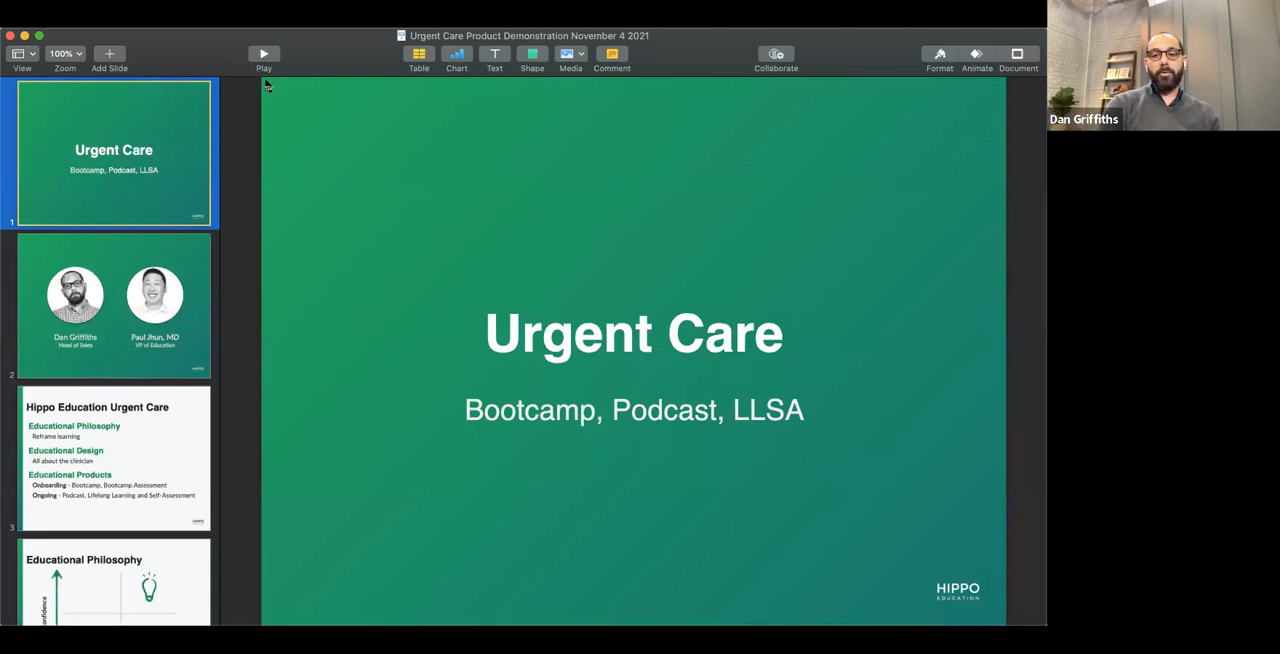 Urgent Care Product Demonstration November 4 2021
100%
View
Zoom
Add Slide
Play
Table
Chart
Text
Shape
Media
Comment
Collaborate
Format
Animate
Document
Dan Griffiths
Urgent Care
Bootcamp, Podcast, LLSA
HIPPO
1
Dan Griffiths
Head of Sales
Paul Jhun, MD
VP of Education
HIPPO
2
Hippo Education Urgent Care
Educational Philosophy
Reframe learning
Educational Design
All about the clinician
Educational Products
Onboarding - Bootcamp, Bootcamp Assessment
Ongoing - Podcast, Lifelong Learning and Self-Assessment
HIPPO
3
Educational Philosophy
Urgent Care
Bootcamp, Podcast, LLSA
HIPPO
EDUCATION